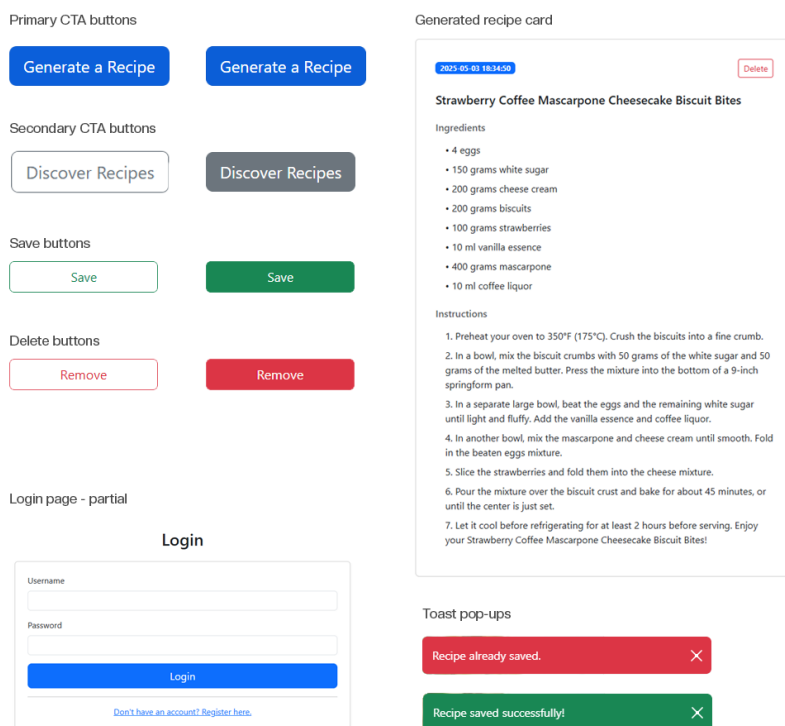 Primary CTA buttons
Generate a Recipe
Generate a Recipe
Secondary CTA buttons
Discover Recipes
Discover Recipes
Save buttons
Save
Save
Delete buttons
Remove
Remove
Login page - partial
Login
Username
Password
Login
Don't have an account? Register here.
Generated recipe card
2025-05-03 18:34:50
Delete
Strawberry Coffee Mascarpone Cheesecake Biscuit Bites
Ingredients
• 4 eggs
• 150 grams white sugar
• 200 grams cheese cream
• 200 grams biscuits
• 100 grams strawberries
• 10 ml vanilla essence
• 400 grams mascarpone
• 10 ml coffee liquor
Instructions
1. Preheat your oven to 350°F (175°C). Crush the biscuits into a fine crumb.
2. In a bowl, mix the biscuit crumbs with 50 grams of the white sugar and 50
grams of the melted butter. Press the mixture into the bottom of a 9-inch
springform pan.
3. In a separate large bowl, beat the eggs and the remaining white sugar
until light and fluffy. Add the vanilla essence and coffee liquor.
4. In another bowl, mix the mascarpone and cheese cream until smooth. Fold
in the beaten eggs mixture.
5. Slice the strawberries and fold them into the cheese mixture.
6. Pour the mixture over the biscuit crust and bake for about 45 minutes, or
until the center is just set.
7. Let it cool before refrigerating for at least 2 hours before serving. Enjoy
your Strawberry Coffee Mascarpone Cheesecake Biscuit Bites!
Toast pop-ups
Recipe already saved.
Recipe saved successfully!